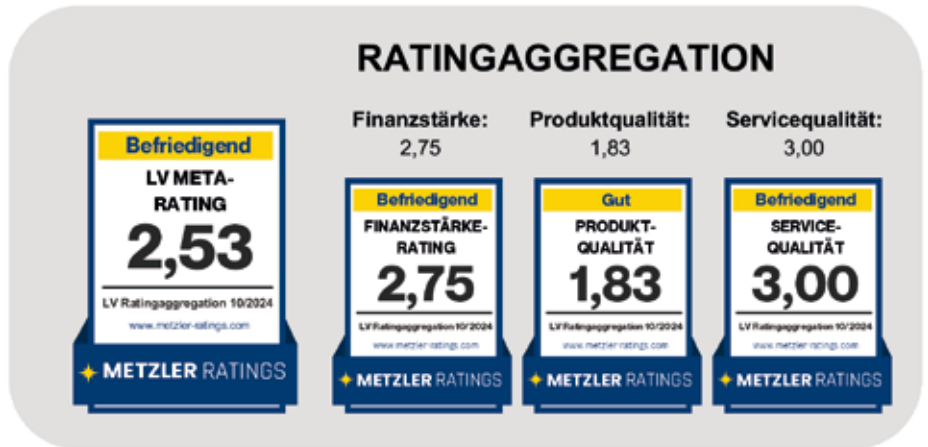 RATINGAGGREGATION
Befriedigend
LV META-
RATING
2,53
LV Ratingaggregation 10/2024
www.metzler-ratings.com
METZLER RATINGS
Finanzstärke:
2,75
Befriedigend
FINANZSTÄRKE-
RATING
2,75
LV Ratingaggregation 10/2024
www.metzler-ratings.com
METZLER RATINGS
Produktqualität:
1,83
Gut
PRODUKT-
QUALITÄT
1,83
LV Ratingaggregation 10/2024
www.metzler-ratings.com
METZLER RATINGS
Servicequalität:
3,00
Befriedigend
SERVICE-
QUALITÄT
3,00
LV Ratingaggregation 10/2024
www.metzler-ratings.com
METZLER RATINGS